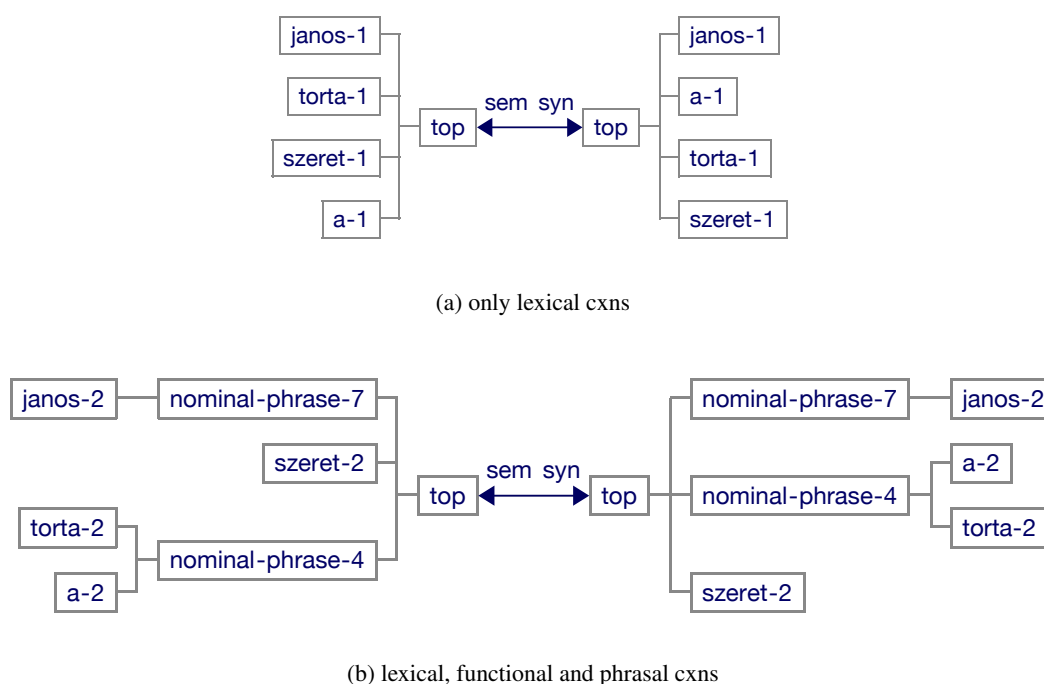 janos-1 janos-1
torta-1 a-1
sem syn
top top
szeret-1 torta-1
a-1 szeret-1
(a) only lexical cxns
janos-2 nominal-phrase-7 nominal-phrase-7 janos-2
szeret-2 a-2
sem syn
top top nominal-phrase-4
torta-2 torta-2
nominal-phrase-4
a-2 szeret-2
(b) lexical, functional and phrasal cxns